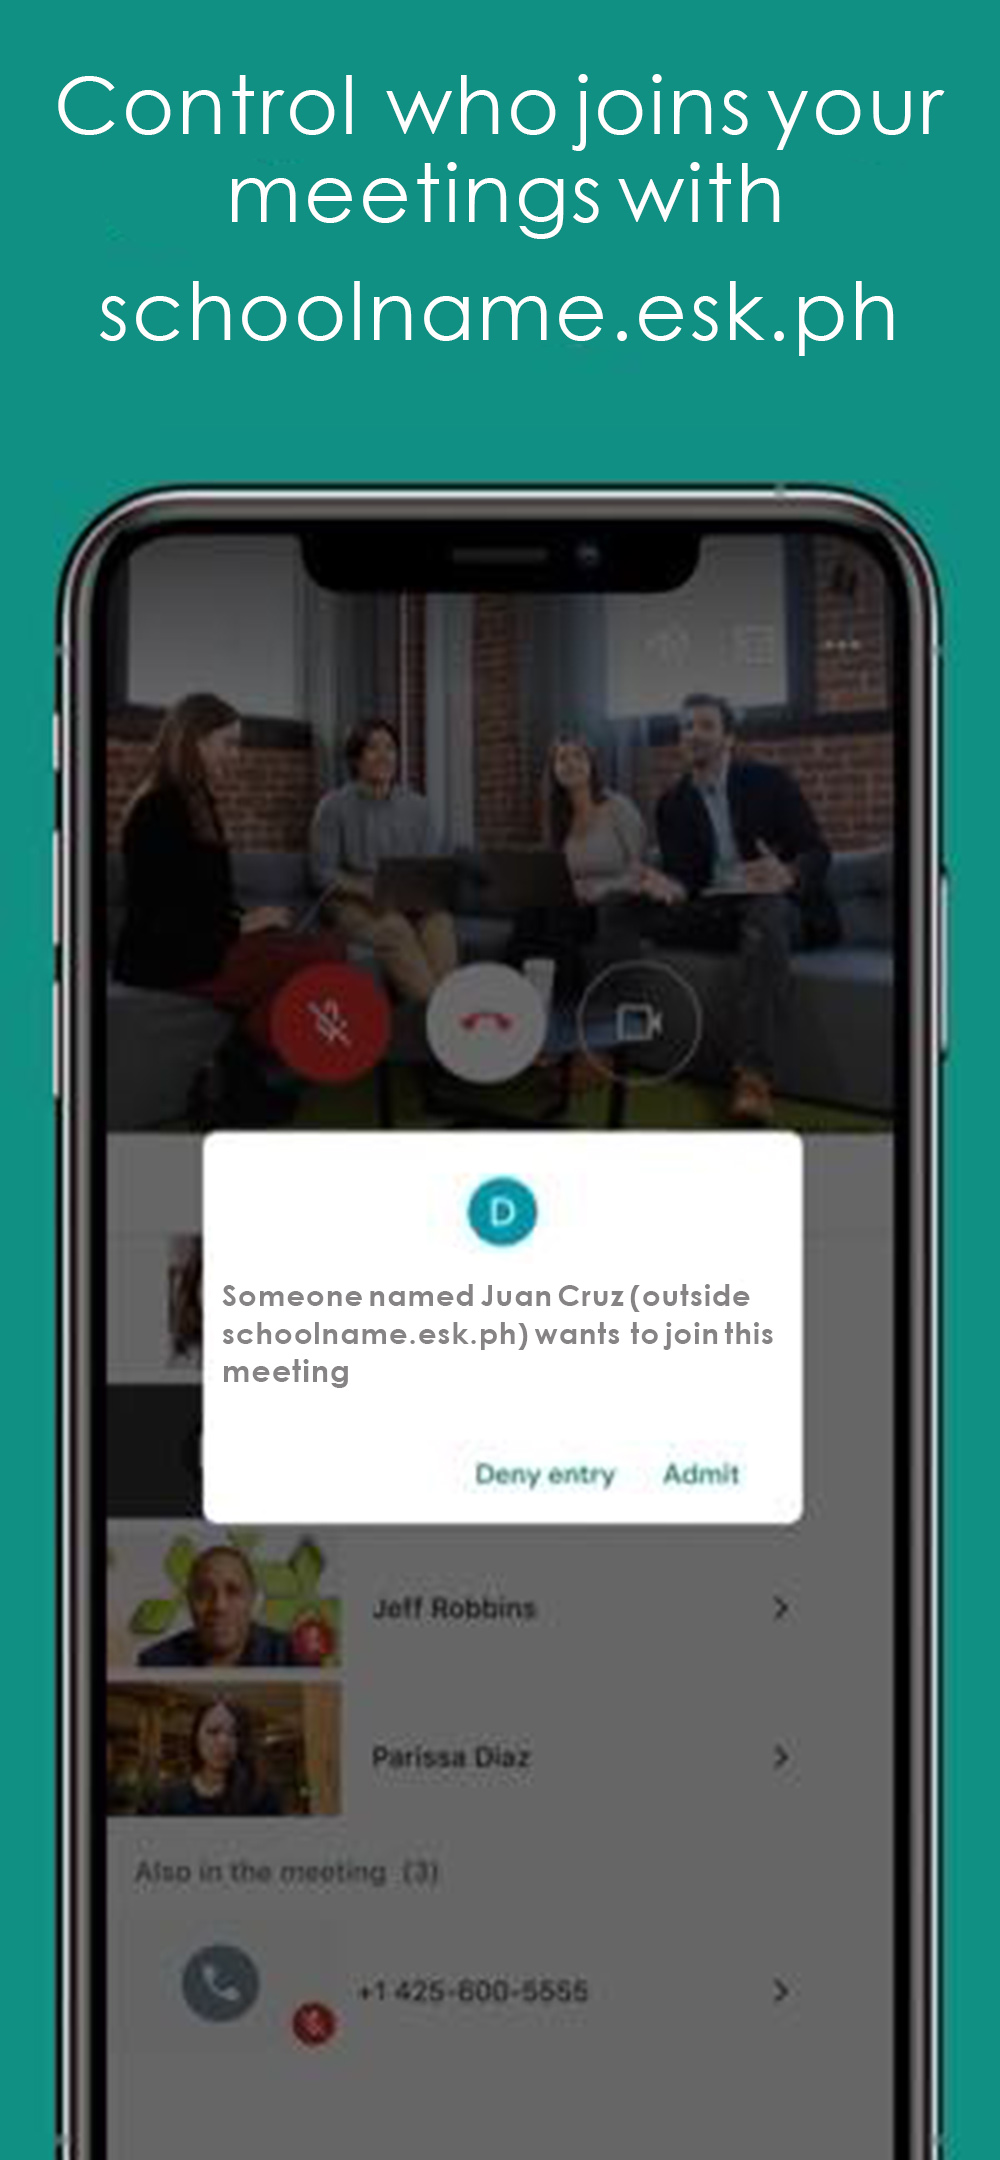 Control who joins your
meetings with
schoolname.esk.ph
D
Someone named Juan Cruz (outside
schoolname.esk.ph) wants to join this
meeting
Deny entry Admit
Jeff Robbins
Parissa Diaz
Also in the meeting (3)
+1 425-600-5555